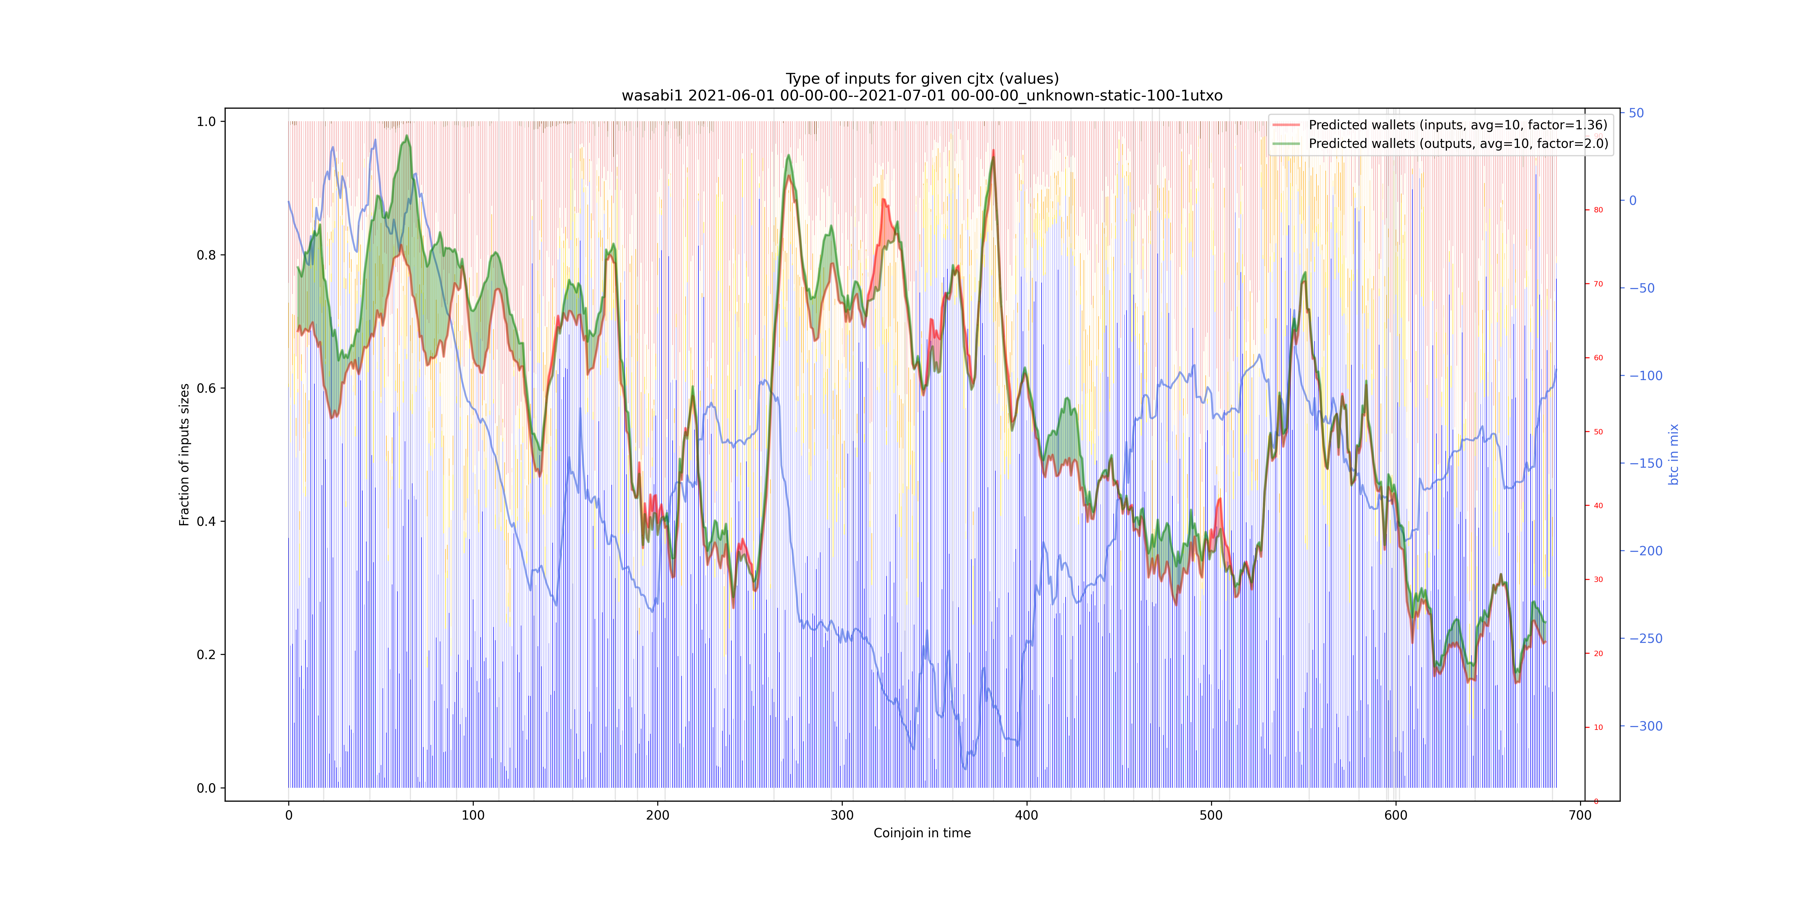 Type of inputs for given cjtx (values)
wasabi1 2021-06-01 00-00-00--2021-07-01 00-00-00_unknown-static-100-1utxo
Predicted wallets (inputs, avg=10, factor=1.36)
Predicted wallets (outputs, avg=10, factor=2.0)
Fraction of inputs sizes
1.0
0.8
0.6
0.4
0.2
0.0
0 100 200 300 400 500 600 700
Coinjoin in time
80
70
60
50
40
30
20
10
0
50
0
−50
−100
−150
−200
−250
−300
btc in mix